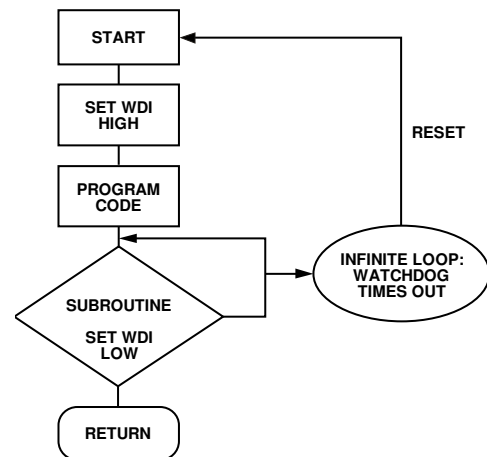 START
SET WDI
HIGH
PROGRAM
CODE
SUBROUTINE
SET WDI
LOW
RETURN
RESET
INFINITE LOOP:
WATCHDOG
TIMES OUT